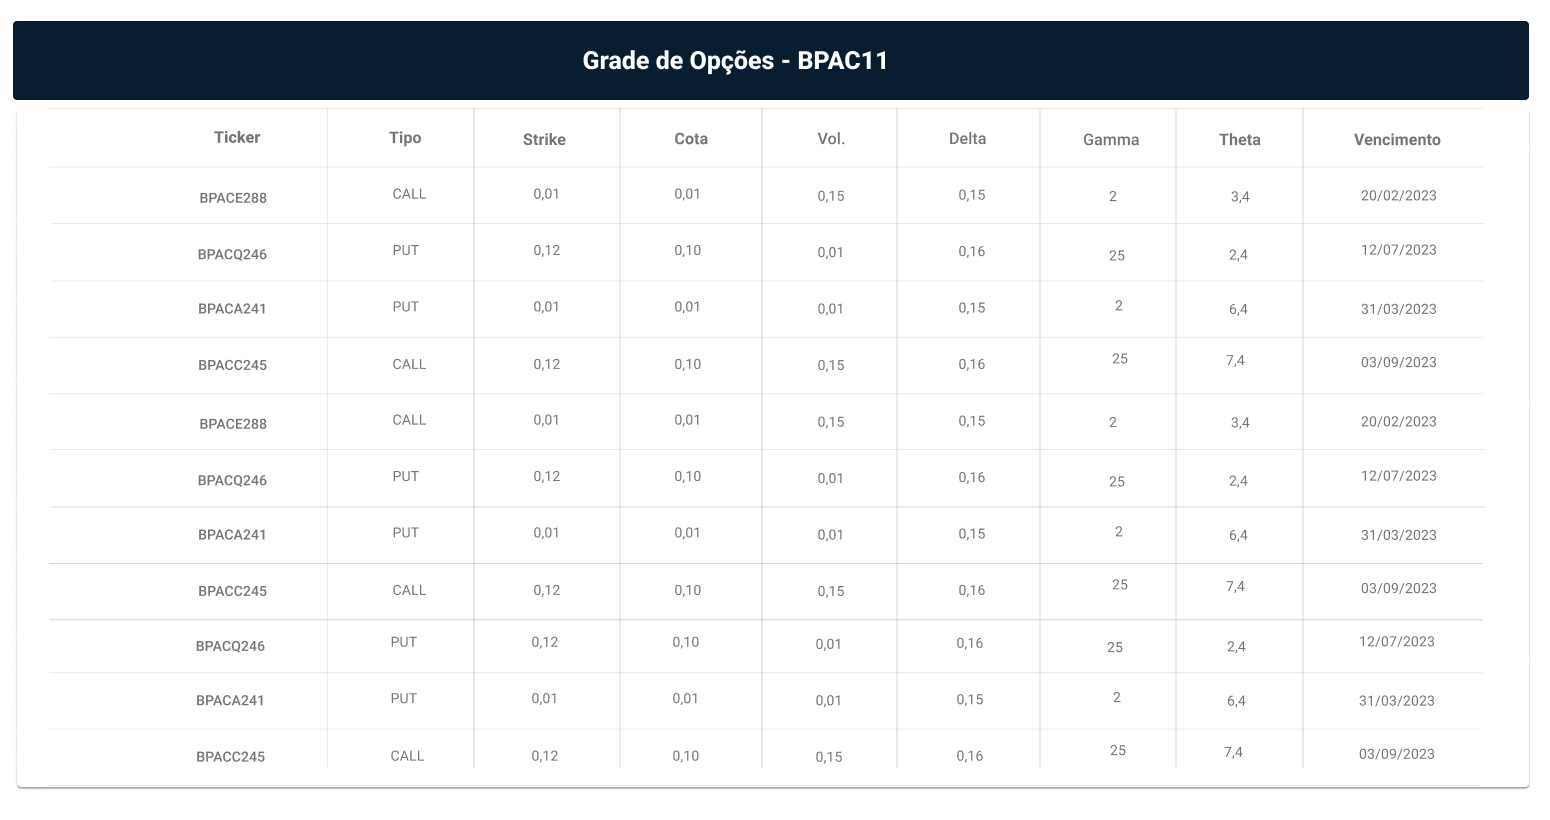 Grade de Opções - BPAC11
Ticker Tipo Strike Cota Vol. Delta Gamma Theta Vencimento
BPACE288 CALL 0,01 0,01 0,15 0,15 2 3,4 20/02/2023
BPACQ246 PUT 0,12 0,10 0,01 0,16 25 2,4 12/07/2023
BPACA241 PUT 0,01 0,01 0,01 0,15 2 6,4 31/03/2023
BPACC245 CALL 0,12 0,10 0,15 0,16 25 7,4 03/09/2023
BPACE288 CALL 0,01 0,01 0,15 0,15 2 3,4 20/02/2023
BPACQ246 PUT 0,12 0,10 0,01 0,16 25 2,4 12/07/2023
BPACA241 PUT 0,01 0,01 0,01 0,15 2 6,4 31/03/2023
BPACC245 CALL 0,12 0,10 0,15 0,16 25 7,4 03/09/2023
BPACQ246 PUT 0,12 0,10 0,01 0,16 25 2,4 12/07/2023
BPACA241 PUT 0,01 0,01 0,01 0,15 2 6,4 31/03/2023
BPACC245 CALL 0,12 0,10 0,15 0,16 25 7,4 03/09/2023